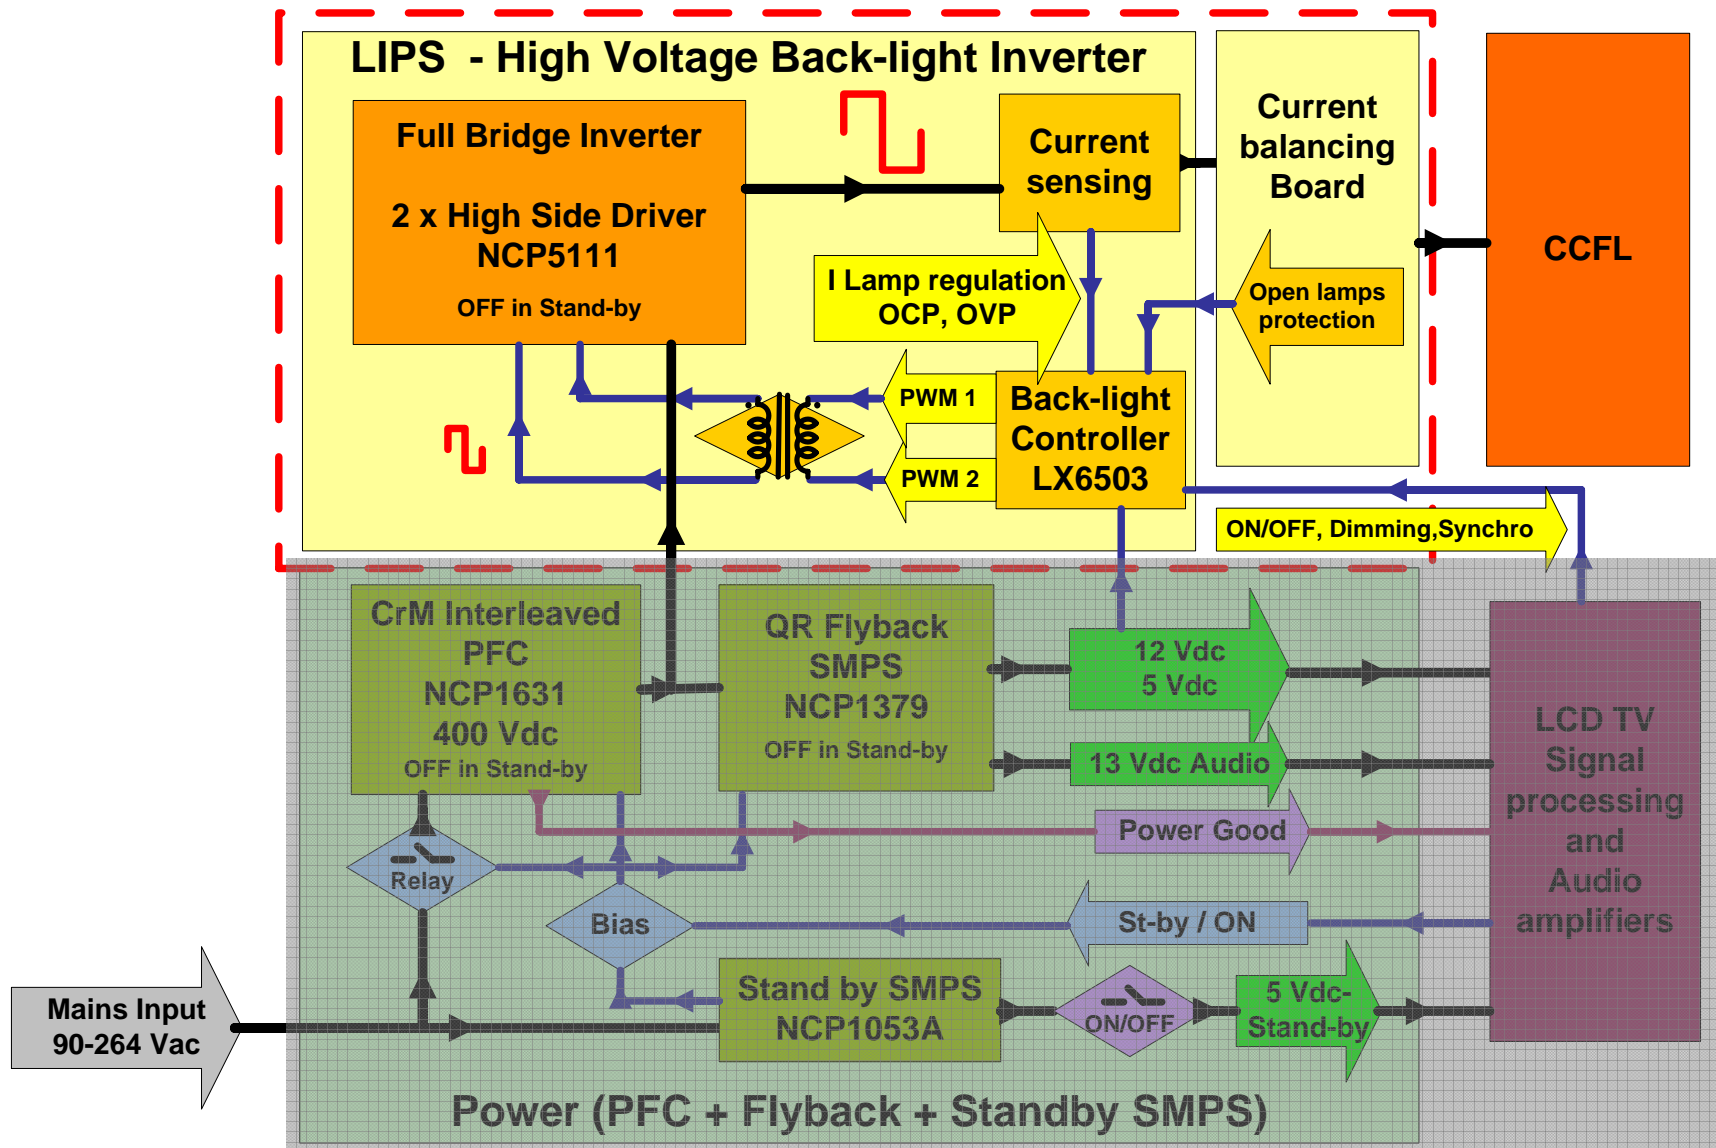 LIPS - High Voltage Back-light Inverter
Full Bridge Inverter
2 x High Side Driver
NCP5111
OFF in Stand-by
Current
sensing
Current
balancing
Board
CCFL
I Lamp regulation
OCP, OVP
Open lamps
protection
PWM 1
PWM 2
Back-light
Controller
LX6503
ON/OFF, Dimming,Synchro
CrM Interleaved
PFC
NCP1631
400 Vdc
OFF in Stand-by
QR Flyback
SMPS
NCP1379
OFF in Stand-by
12 Vdc
5 Vdc
13 Vdc Audio
Power Good
LCD TV
Signal
processing
and
Audio
amplifiers
Relay
Bias
St-by / ON
Stand by SMPS
NCP1053A
ON/OFF
5 Vdc-
Stand-by
Mains Input
90-264 Vac
Power (PFC + Flyback + Standby SMPS)